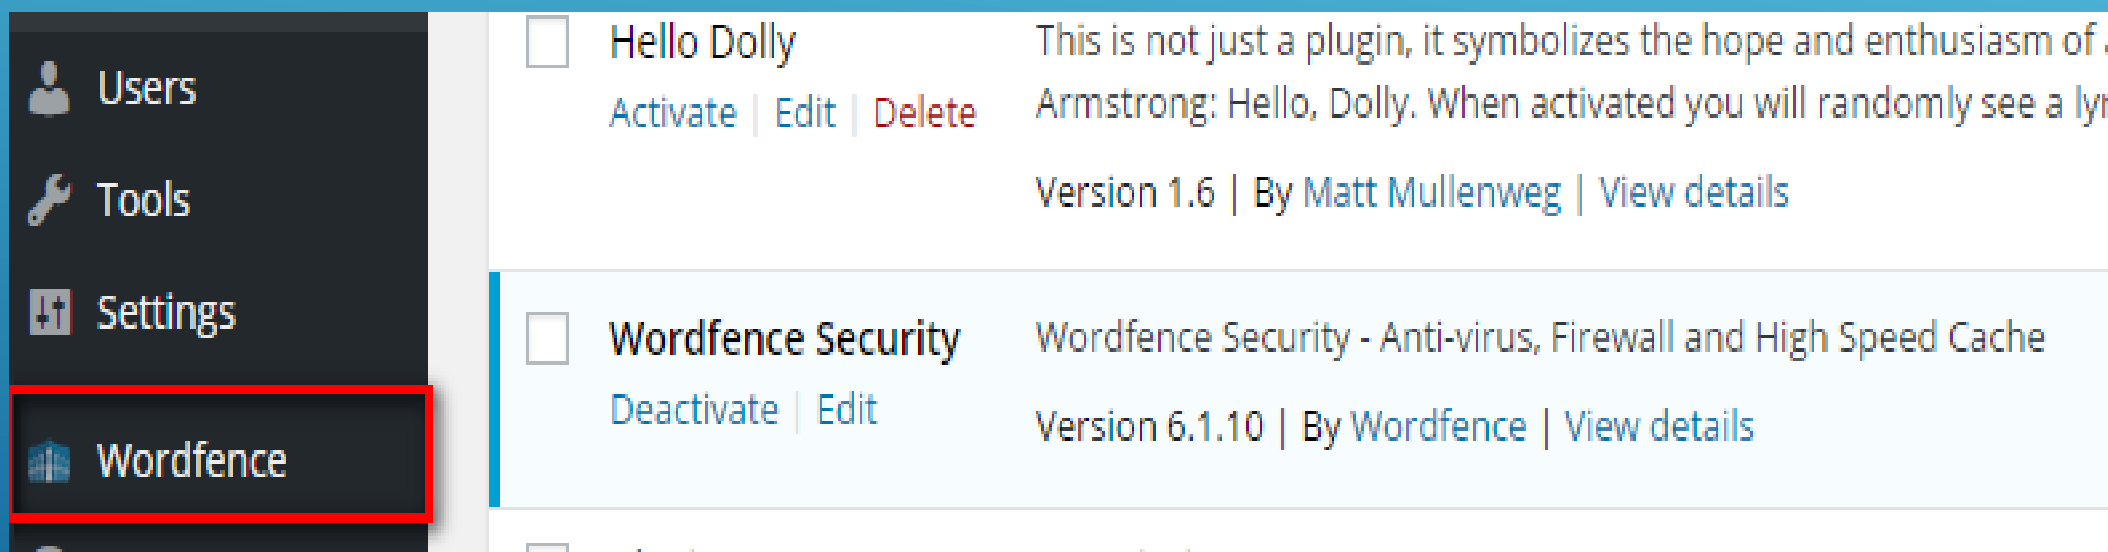 Users
Tools
Settings
Wordfence
Hello Dolly
Activate | Edit | Delete
This is not just a plugin, it symbolizes the hope and enthusiasm of
Armstrong: Hello, Dolly. When activated you will randomly see a
Version 1.6 | By Matt Mullenweg | View details
Wordfence Security
Deactivate | Edit
Wordfence Security - Anti-virus, Firewall and High Speed Cache
Version 6.1.10 | By Wordfence | View details